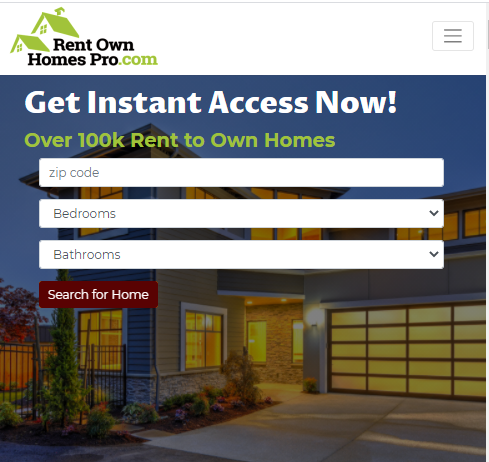 Rent Own
Homes Pro.com
Get Instant Access Now!
Over 100k Rent to Own Homes
zip code
Bedrooms
Bathrooms
Search for Home